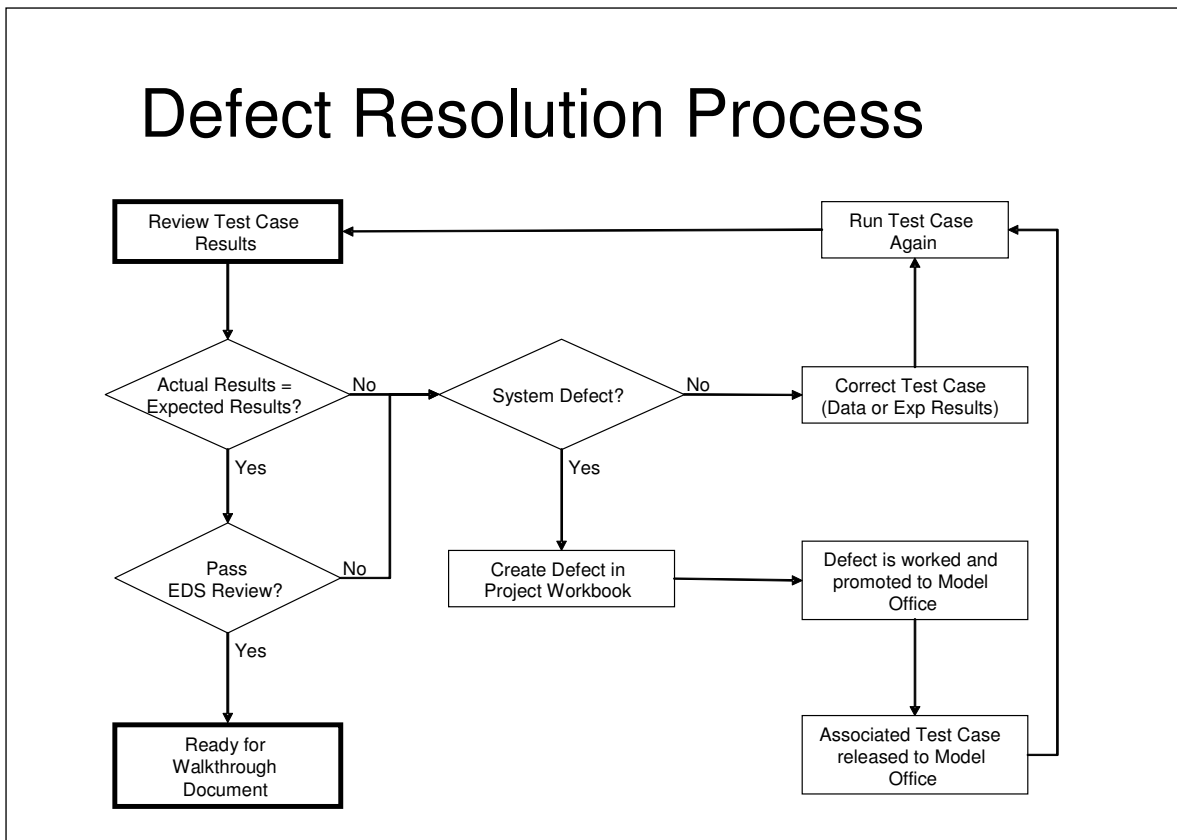 Defect Resolution Process
Review Test Case
Results
Run Test Case
Again
Actual Results =
Expected Results?
No
System Defect?
No
Correct Test Case
(Data or Exp Results)
Yes
Yes
Pass
EDS Review?
No
Create Defect in
Project Workbook
Defect is worked and
promoted to Model
Office
Yes
Ready for
Walkthrough
Document
Associated Test Case
released to Model
Office